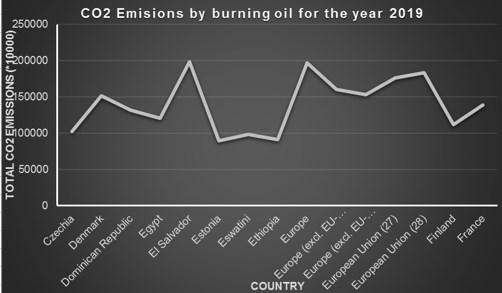 CO2 Emisions by burning oil for the year 2019
TOTAL CO2 EMISSIONS (*10000)
250000
200000
150000
100000
50000
0
Czechia
Denmark
Dominican Republic
Egypt
El Salvador
Estonia
Eswatini
Ethiopia
Europe
Europe (excl. EU-...
Europe (excl. EU-...
European Union (27)
European Union (28)
Finland
France
COUNTRY